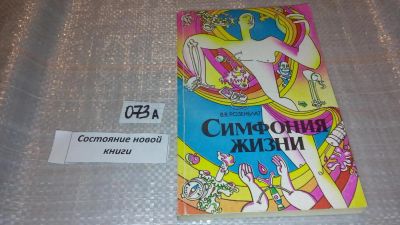 073 А
Состояние новой
книги
В.В. РОЗЕНБЛАТ
СИМФОНИЯ
ЖИЗНИ